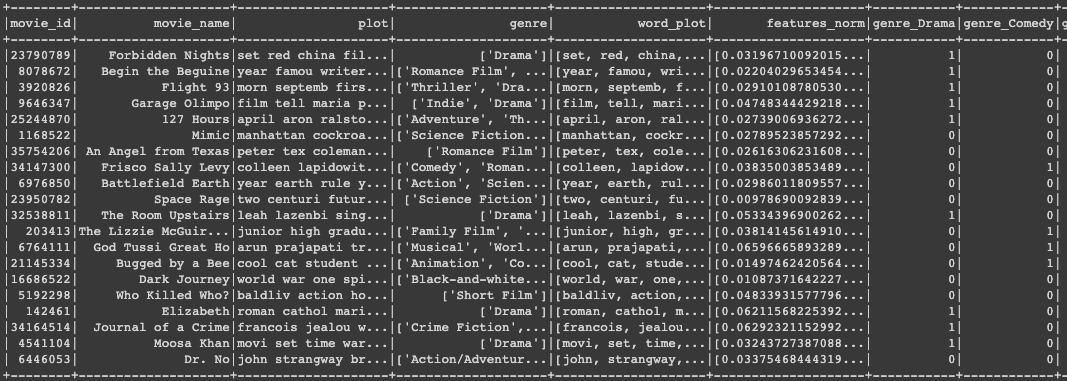 +--------+--------------------+--------------------+--------------------+--------------------+--------------------+-----------+------------+-
|movie_id|          movie_name|                plot|               genre|           word_plot|       features_norm|genre_Drama|genre_Comedy|g
+--------+--------------------+--------------------+--------------------+--------------------+--------------------+-----------+------------+-
|23790789|    Forbidden Nights|set red china fil...|           ['Drama']|[set, red, china,...|[0.03196710092015...|          1|           0|
| 8078672|   Begin the Beguine|year famou writer...|['Romance Film', ...|[year, famou, wri...|[0.02204029653454...|          1|           0|
| 3920826|           Flight 93|morn septemb firs...|['Thriller', 'Dra...|[morn, septemb, f...|[0.02910108780530...|          1|           0|
| 9646347|       Garage Olimpo|film tell maria p...|  ['Indie', 'Drama']|[film, tell, mari...|[0.04748344429218...|          1|           0|
|25244870|           127 Hours|april aron ralsto...|['Adventure', 'Th...|[april, aron, ral...|[0.02739006936272...|          1|           0|
| 1168522|               Mimic|manhattan cockroa...|['Science Fiction...|[manhattan, cockr...|[0.02789523857292...|          0|           0|
|35754206| An Angel from Texas|peter tex coleman...|    ['Romance Film']|[peter, tex, cole...|[0.02616306231608...|          0|           0|
|34147300|   Frisco Sally Levy|colleen lapidowit...|['Comedy', 'Roman...|[colleen, lapidow...|[0.03835003853489...|          0|           1|
| 6976850|   Battlefield Earth|year earth rule y...|['Action', 'Scien...|[year, earth, rul...|[0.02986011809557...|          0|           0|
|23950782|          Space Rage|two centuri futur...| ['Science Fiction']|[two, centuri, fu...|[0.00978690092839...|          0|           0|
|32538811|   The Room Upstairs|leah lazenbi sing...|           ['Drama']|[leah, lazenbi, s...|[0.05334396900262...|          1|           0|
|  203413|The Lizzie McGuir...|junior high gradu...|['Family Film', '...|[junior, high, gr...|[0.03814145614910...|          0|           1|
| 6764111|  God Tussi Great Ho|arun prajapati tr...|['Musical', 'Worl...|[arun, prajapati,...|[0.06596665893289...|          0|           1|
|21145334|     Bugged by a Bee|cool cat student ...|['Animation', 'Co...|[cool, cat, stude...|[0.01497462420564...|          0|           1|
|16686522|        Dark Journey|world war one spi...|['Black-and-white...|[world, war, one,...|[0.01087371642227...|          0|           0|
| 5192298|     Who Killed Who?|baldliv action ho...|      ['Short Film']|[baldliv, action,...|[0.04833931577796...|          0|           0|
|  142461|           Elizabeth|roman cathol mari...|           ['Drama']|[roman, cathol, m...|[0.06211568225392...|          1|           0|
|34164514|  Journal of a Crime|francois jealou w...|['Crime Fiction',...|[francois, jealou...|[0.06292321152992...|          1|           0|
| 4541104|          Moosa Khan|movi set time war...|           ['Drama']|[movi, set, time,...|[0.03243727387088...|          1|           0|
| 6446053|              Dr. No|john strangway br...|['Action/Adventur...|[john, strangway,...|[0.03375468444319...|          0|           0|
+--------+--------------------+--------------------+--------------------+--------------------+--------------------+-----------+------------+-